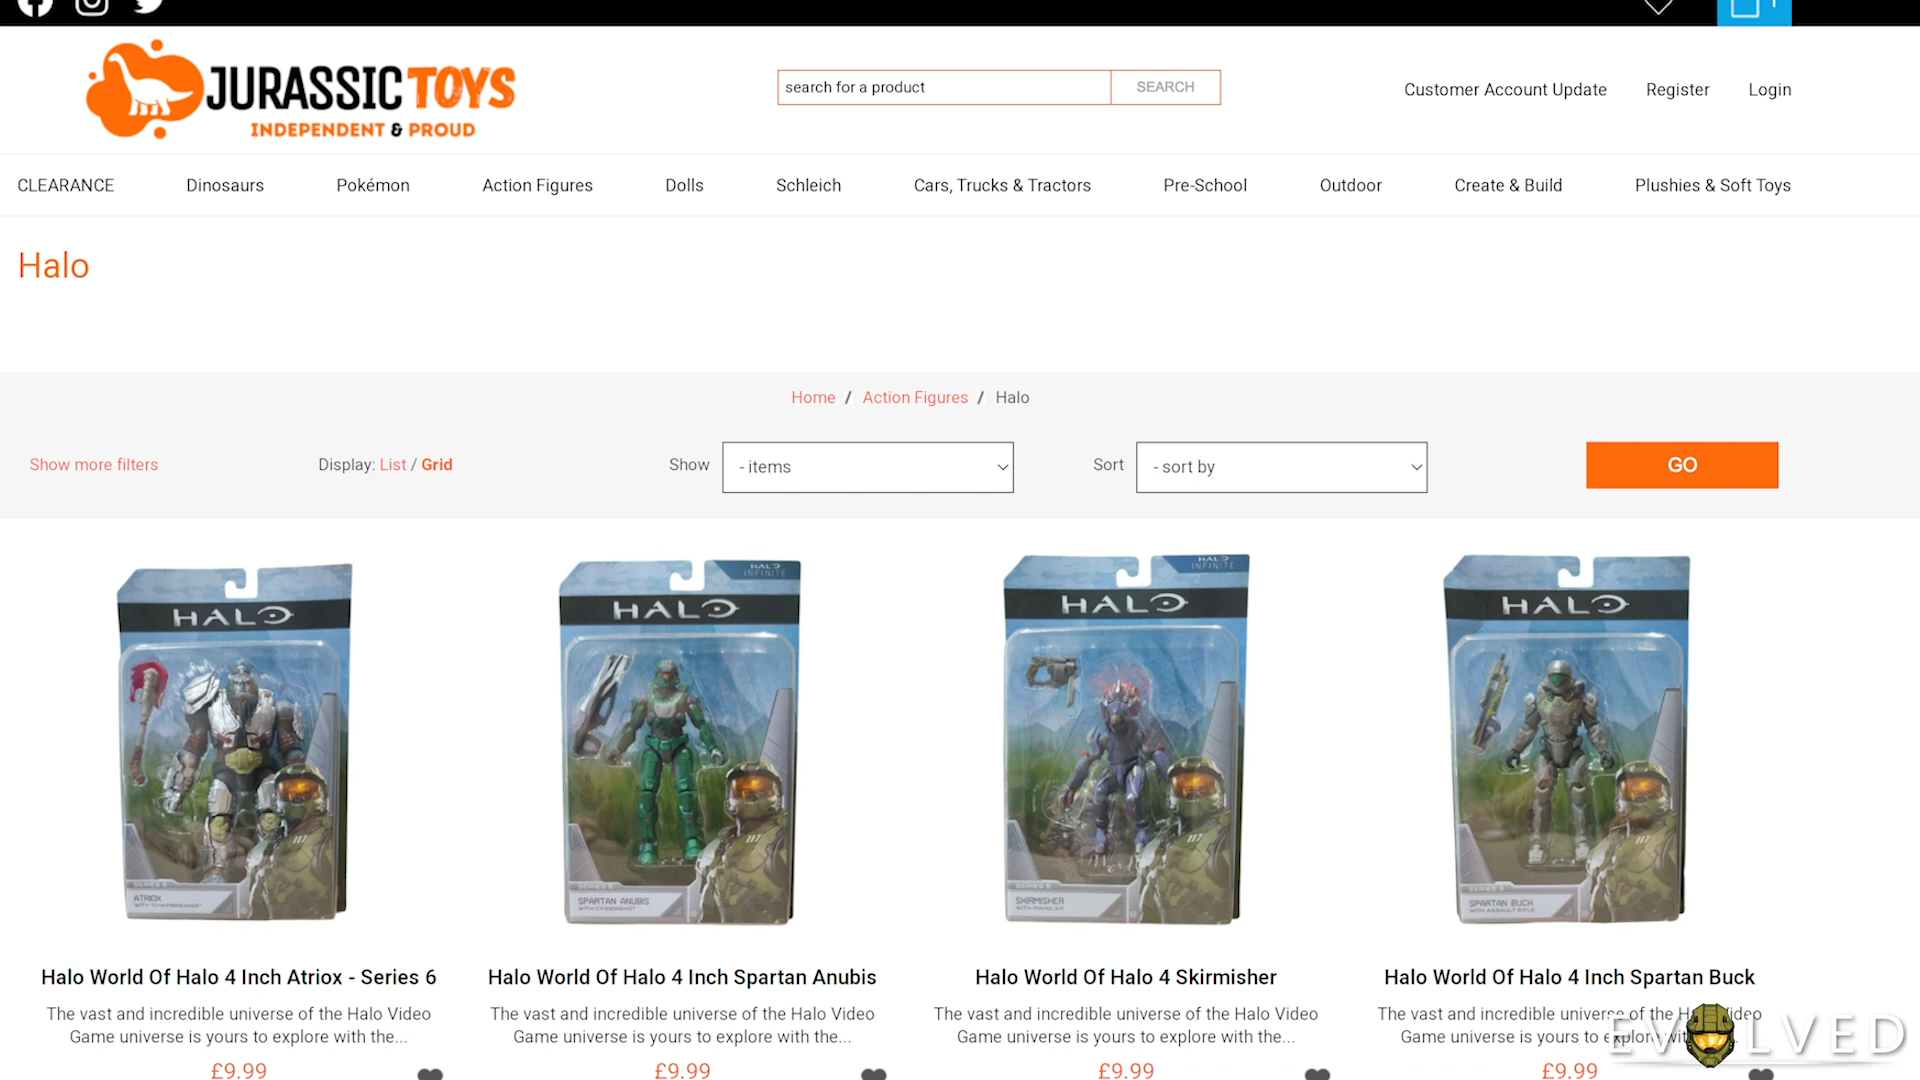 1
JURASSIC TOYS
INDEPENDENT & PROUD
search for a product
SEARCH
Customer Account Update Register Login
CLEARANCE Dinosaurs Pokémon Action Figures Dolls Schleich Cars, Trucks & Tractors Pre-School Outdoor Create & Build Plushies & Soft Toys
Halo
Home / Action Figures / Halo
Show more filters Display: List / Grid Show - items Sort - sort by GO
HALO
ATRIOX
WITH "CHAINBREAKER"
HALO INFINITE
HALO
117
SERIES 6
SPARTAN ANUBIS
WITH CINDERSHOT
HALO INFINITE
HALO
SKIRMISHER
WITH MANGLER
HALO
117
SPARTAN BUCK
WITH ASSAULT RIFLE
Halo World Of Halo 4 Inch Atriox - Series 6
The vast and incredible universe of the Halo Video
Game universe is yours to explore with the...
£9.99
Halo World Of Halo 4 Inch Spartan Anubis
The vast and incredible universe of the Halo Video
Game universe is yours to explore with the...
£9.99
Halo World Of Halo 4 Skirmisher
The vast and incredible universe of the Halo Video
Game universe is yours to explore with the...
£9.99
Halo World Of Halo 4 Inch Spartan Buck
The vast and incredible universe of the Halo Video
Game universe is yours to explore with
£9.99
EVOLVED